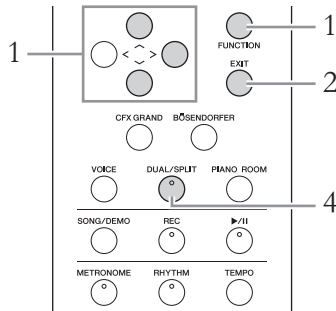 1
1
FUNCTION
< >
EXIT
2
CFX GRAND BÖSENDORFER
VOICE DUAL/SPLIT PIANO ROOM
4
SONG/DEMO REC ►/II
METRONOME RHYTHM TEMPO